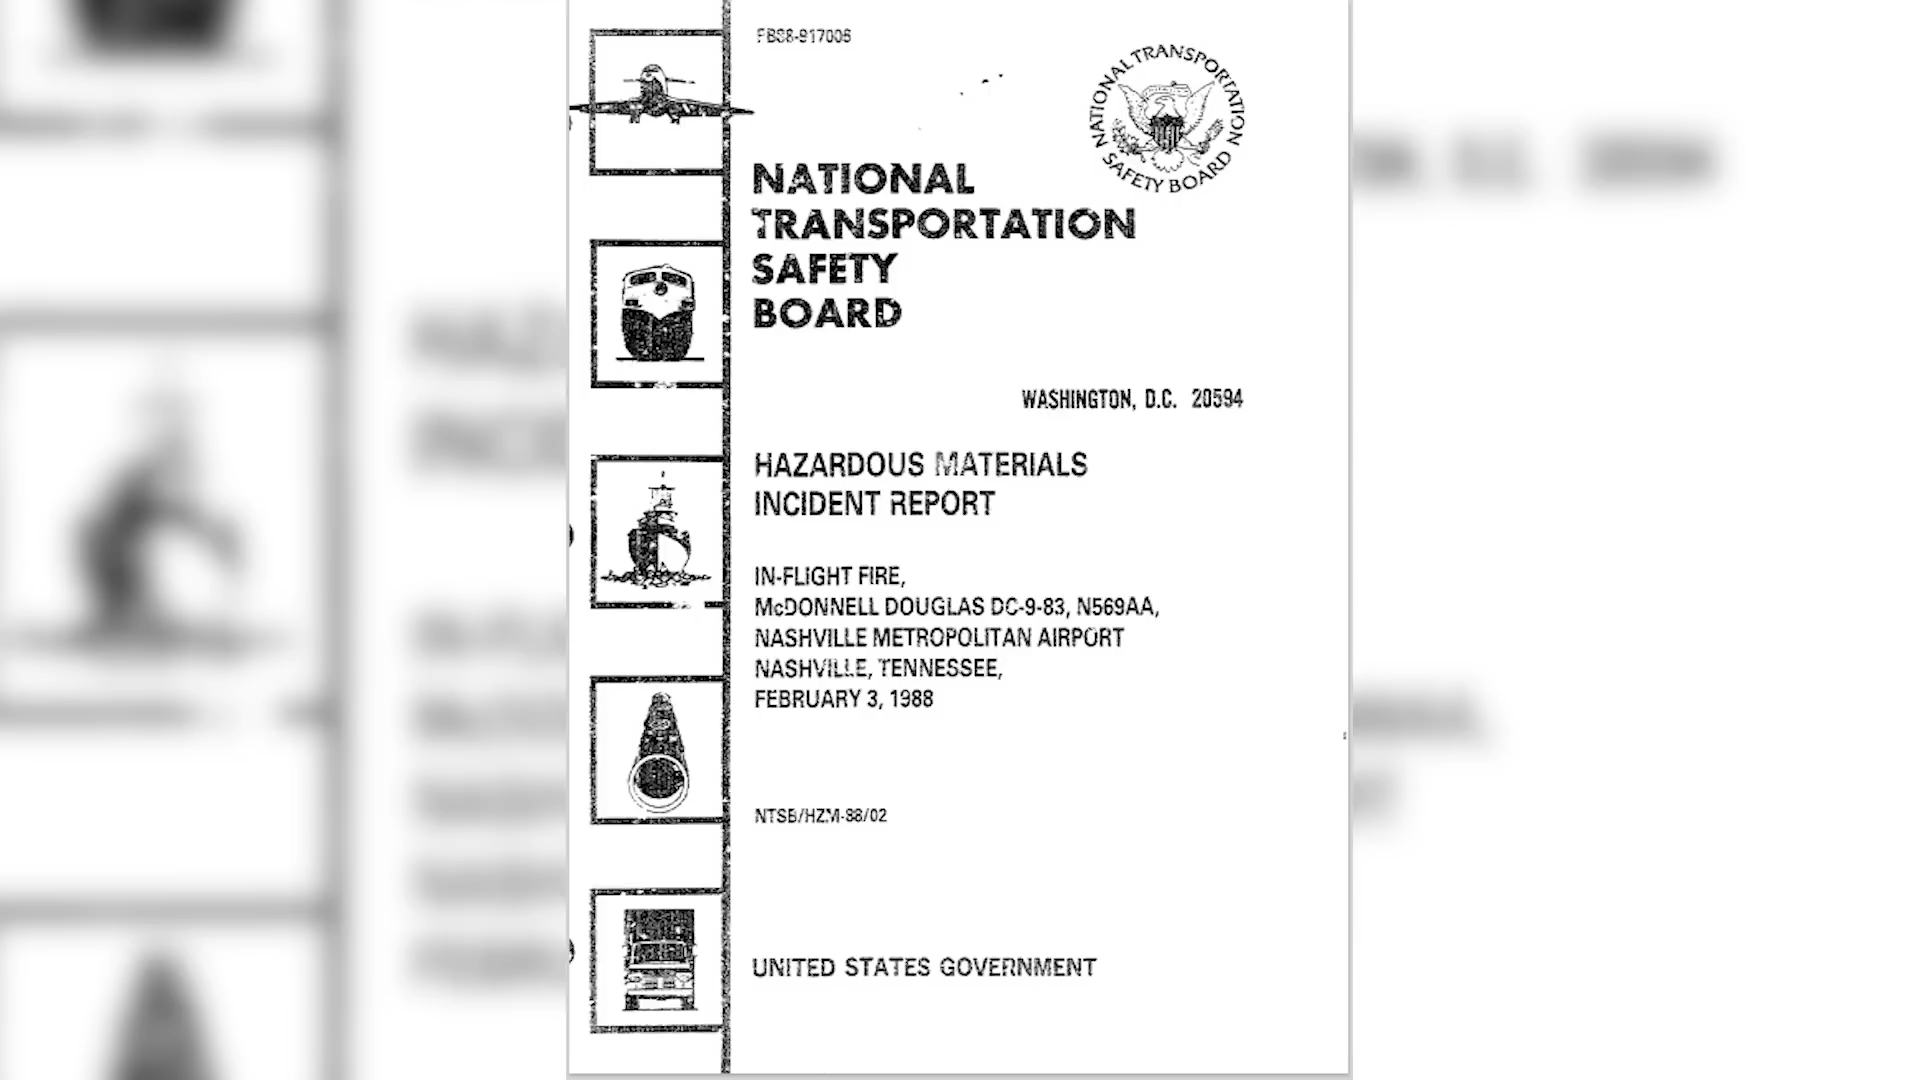 PB88-917006
NATIONAL TRANSPORTATION SAFETY BOARD
NATIONAL
TRANSPORTATION
SAFETY
BOARD
WASHINGTON, D.C. 20594
HAZARDOUS MATERIALS
INCIDENT REPORT
IN-FLIGHT FIRE,
McDONNELL DOUGLAS DC-9-83, N569AA,
NASHVILLE METROPOLITAN AIRPORT
NASHVILLE, TENNESSEE,
FEBRUARY 3, 1988
NTSB/HZM-88/02
UNITED STATES GOVERNMENT